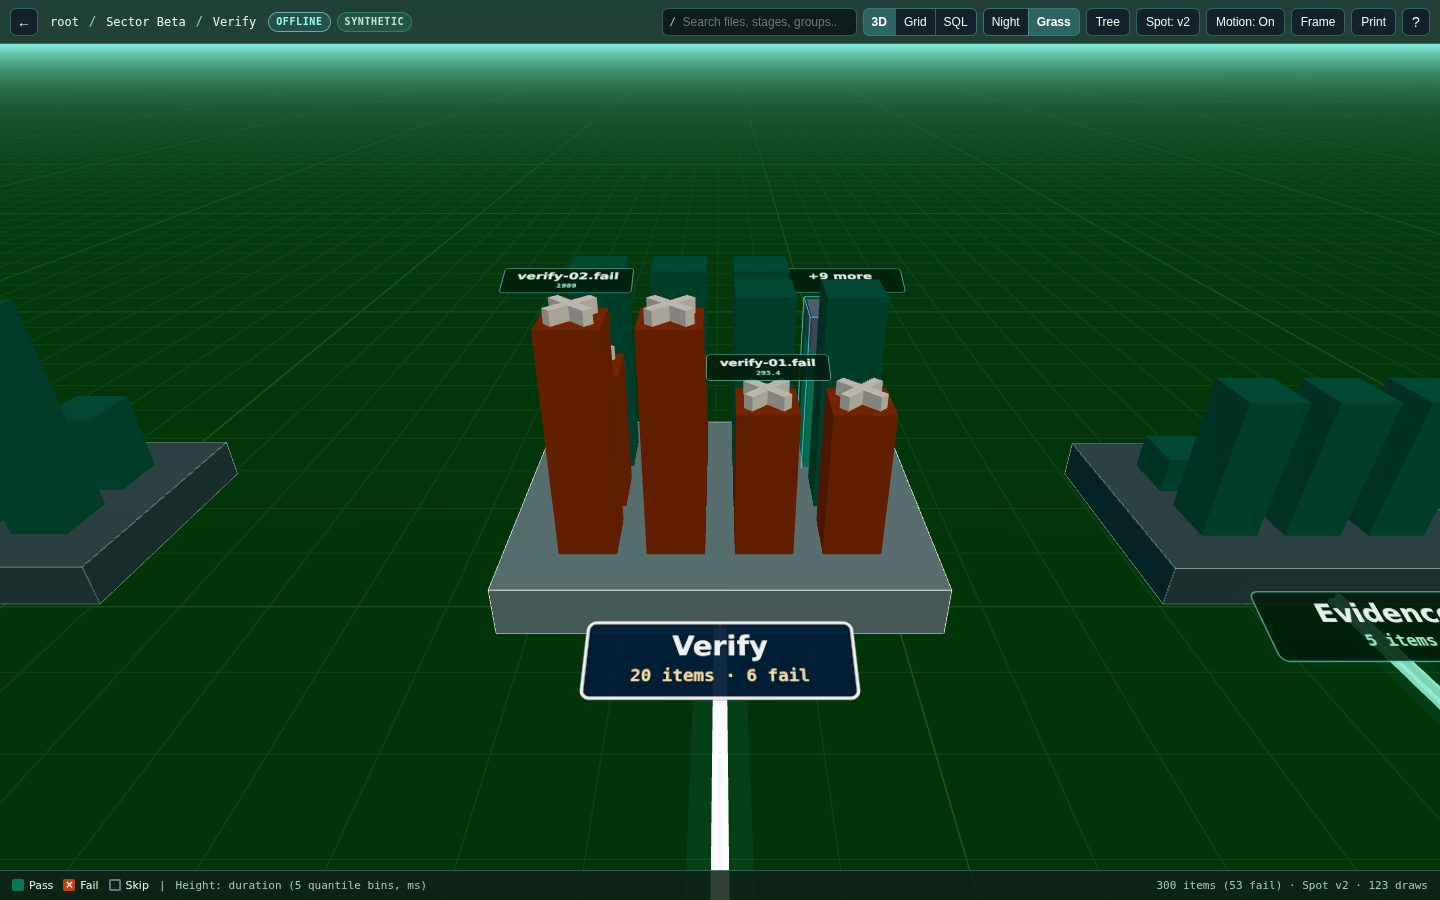 ← root / Sector Beta / Verify OFFLINE SYNTHETIC / Search files, stages, groups.. 3D Grid SQL Night Grass Tree Spot: v2 Motion: On Frame Print ?
verify-02.fail
1989
+9 more
verify-01.fail
293.4
Verify
20 items · 6 fail
Evidenc
5 items
Pass × Fail Skip | Height: duration (5 quantile bins, ms) 300 items (53 fail) · Spot v2 · 123 draws